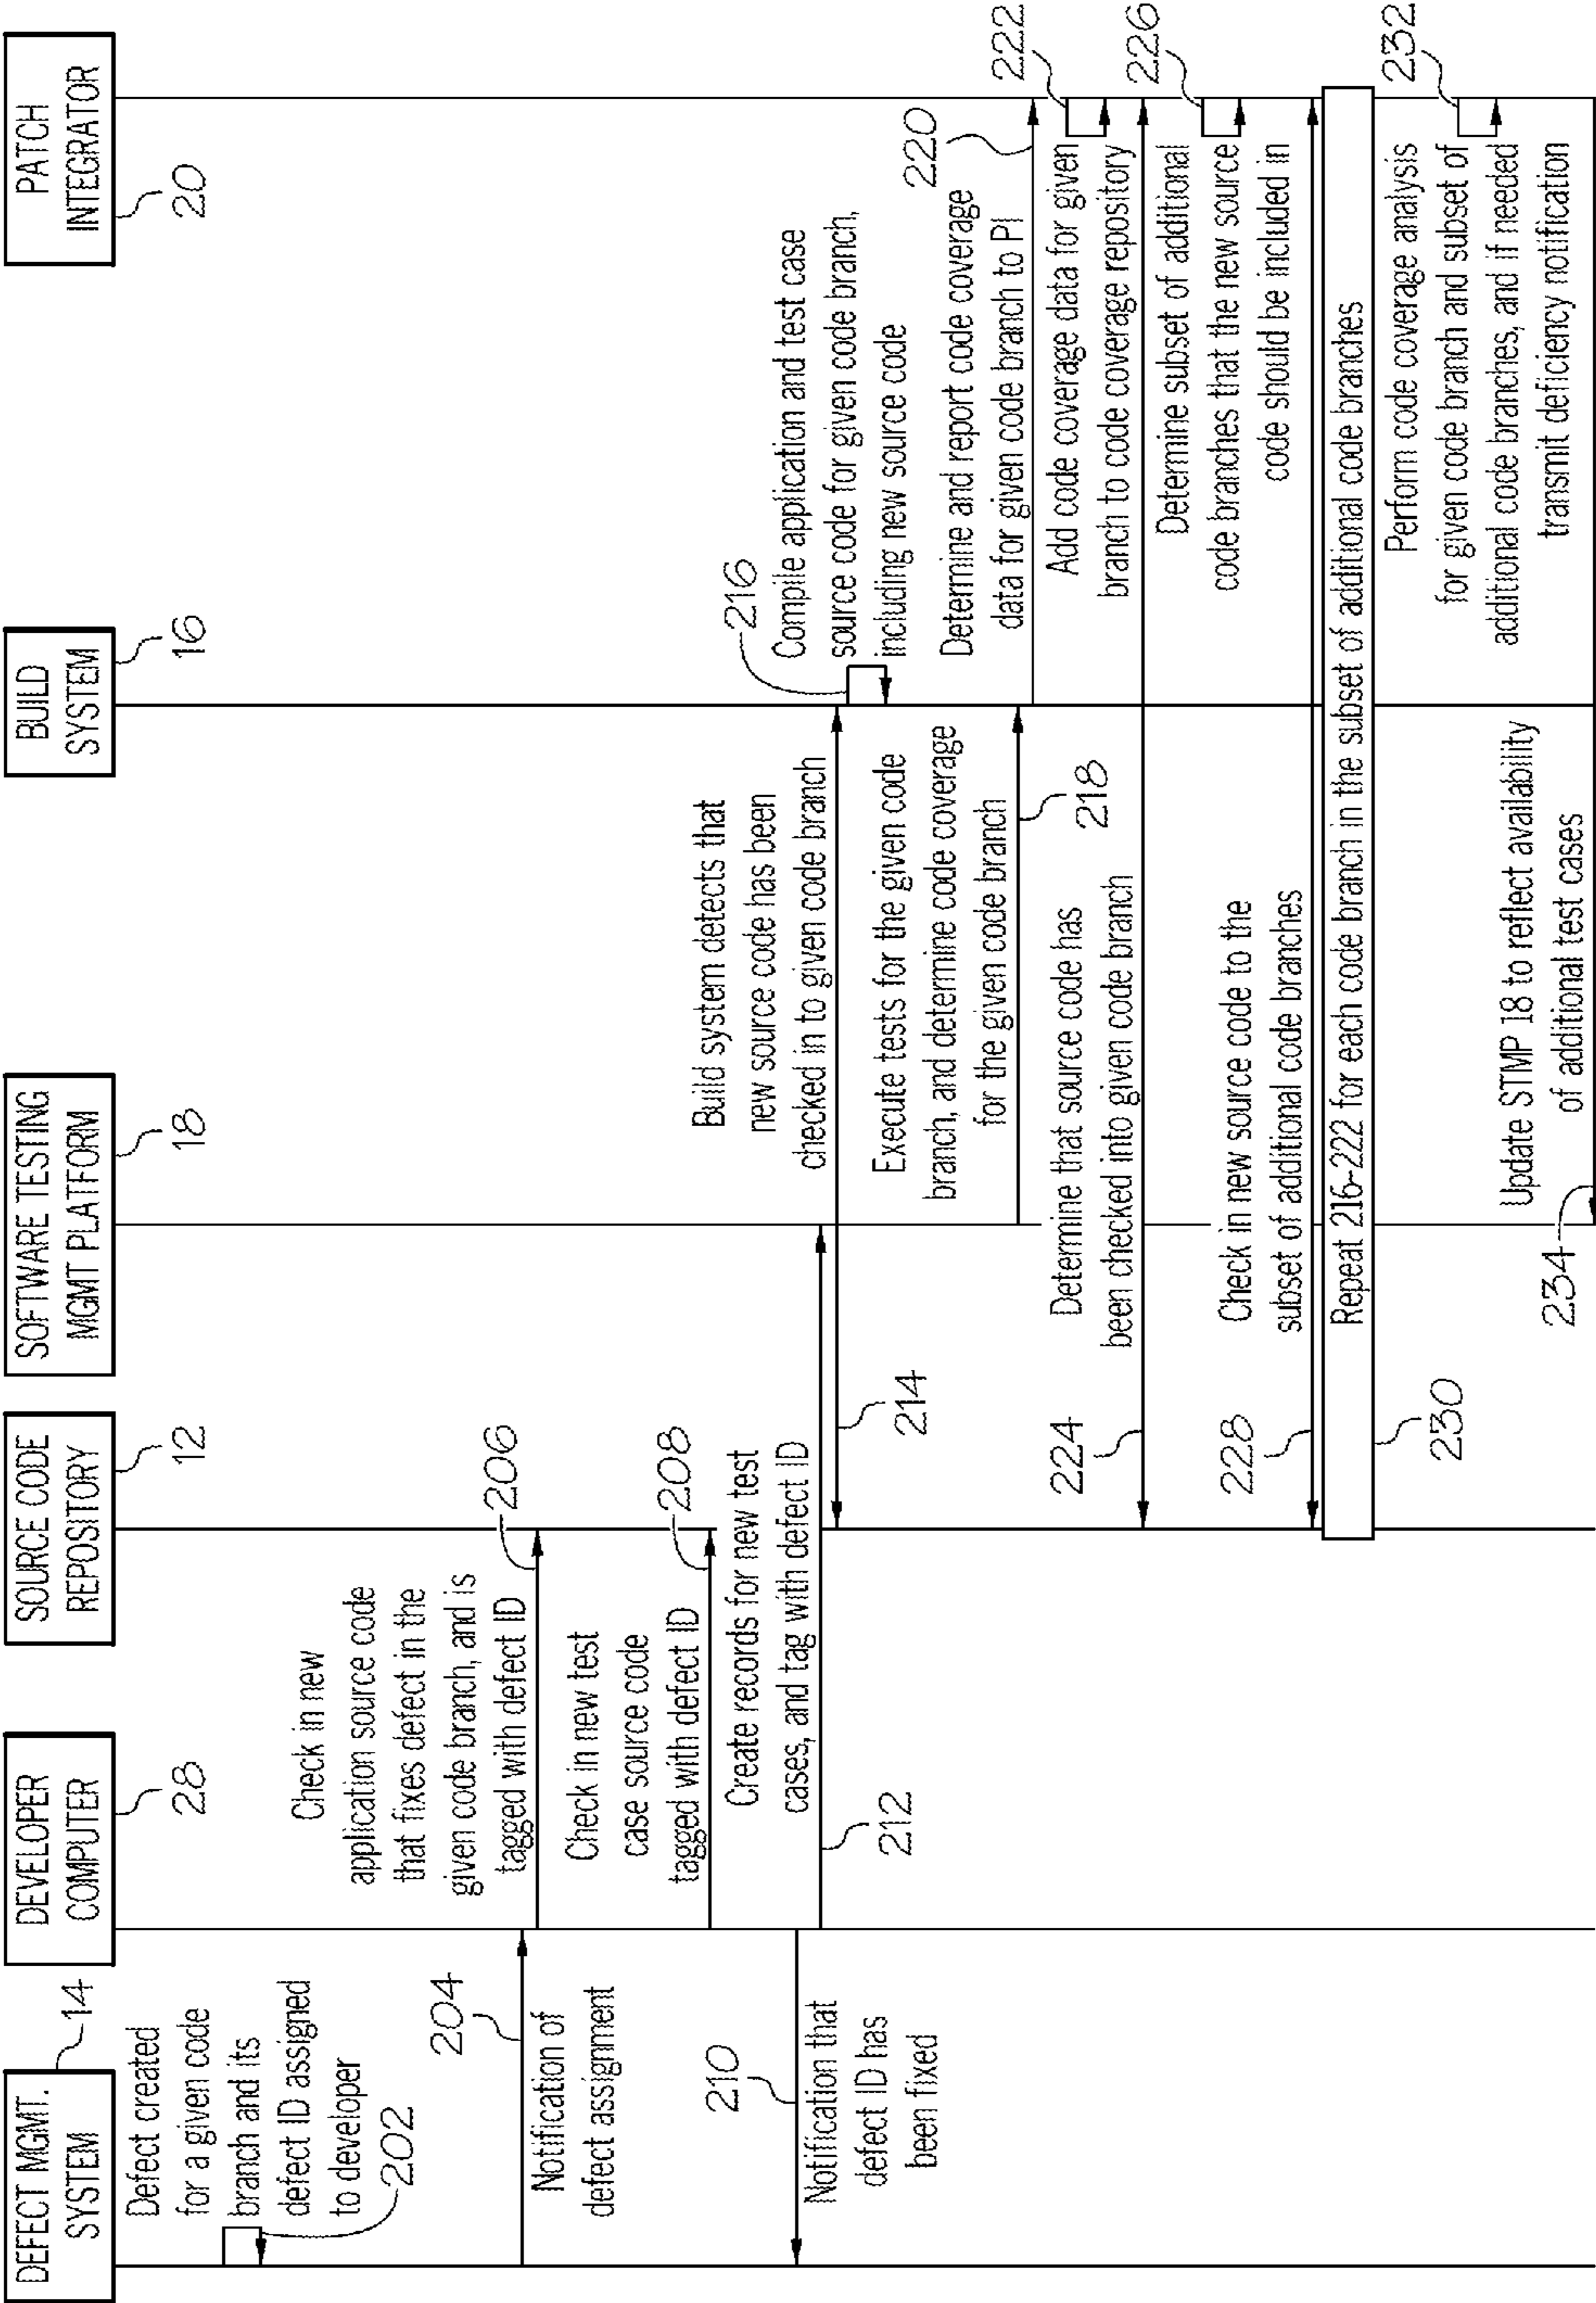 DEFECT MGMT.
SYSTEM
14
DEVELOPER
COMPUTER
28
SOURCE CODE
REPOSITORY
12
SOFTWARE TESTING
MGMT PLATFORM
18
BUILD
SYSTEM
16
PATCH
INTEGRATOR
20
Defect created
for a given code
branch and its
defect ID assigned
to developer
202
204
Notification of
defect assignment
Check in new
application source code
that fixes defect in the
given code branch, and is
tagged with defect ID
206
Check in new test
case source code
tagged with defect ID
208
210
Notification that
defect ID has
been fixed
Create records for new test
cases, and tag with defect ID
212
Build system detects that
new source code has been
checked in to given code branch
214
216
Compile application and test case
source code for given code branch,
including new source code
Execute tests for the given code
branch, and determine code coverage
for the given code branch
218
Determine and report code coverage
data for given code branch to PI
220
Add code coverage data for given
branch to code coverage repository
222
Determine that source code has
been checked into given code branch
224
Determine subset of additional
code branches that the new source
code should be included in
226
Check in new source code to the
subset of additional code branches
228
Repeat 216-222 for each code branch in the subset of additional code branches
230
Perform code coverage analysis
for given code branch and subset of
additional code branches, and if needed
transmit deficiency notification
232
Update STMP 18 to reflect availability
of additional test cases
234